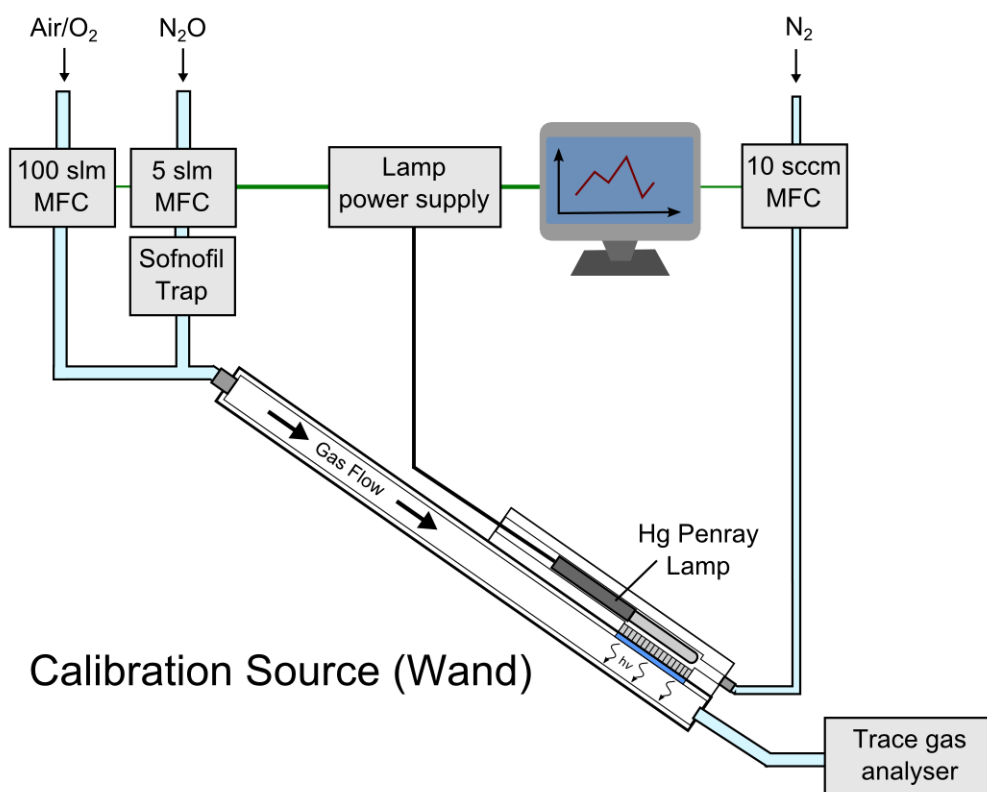 Air/O₂
N₂O
N₂
100 slm
MFC
5 slm
MFC
Lamp
power supply
10 sccm
MFC
Sofnofil
Trap
Gas Flow
Hg Penray
Lamp
hv
Calibration Source (Wand)
Trace gas
analyser